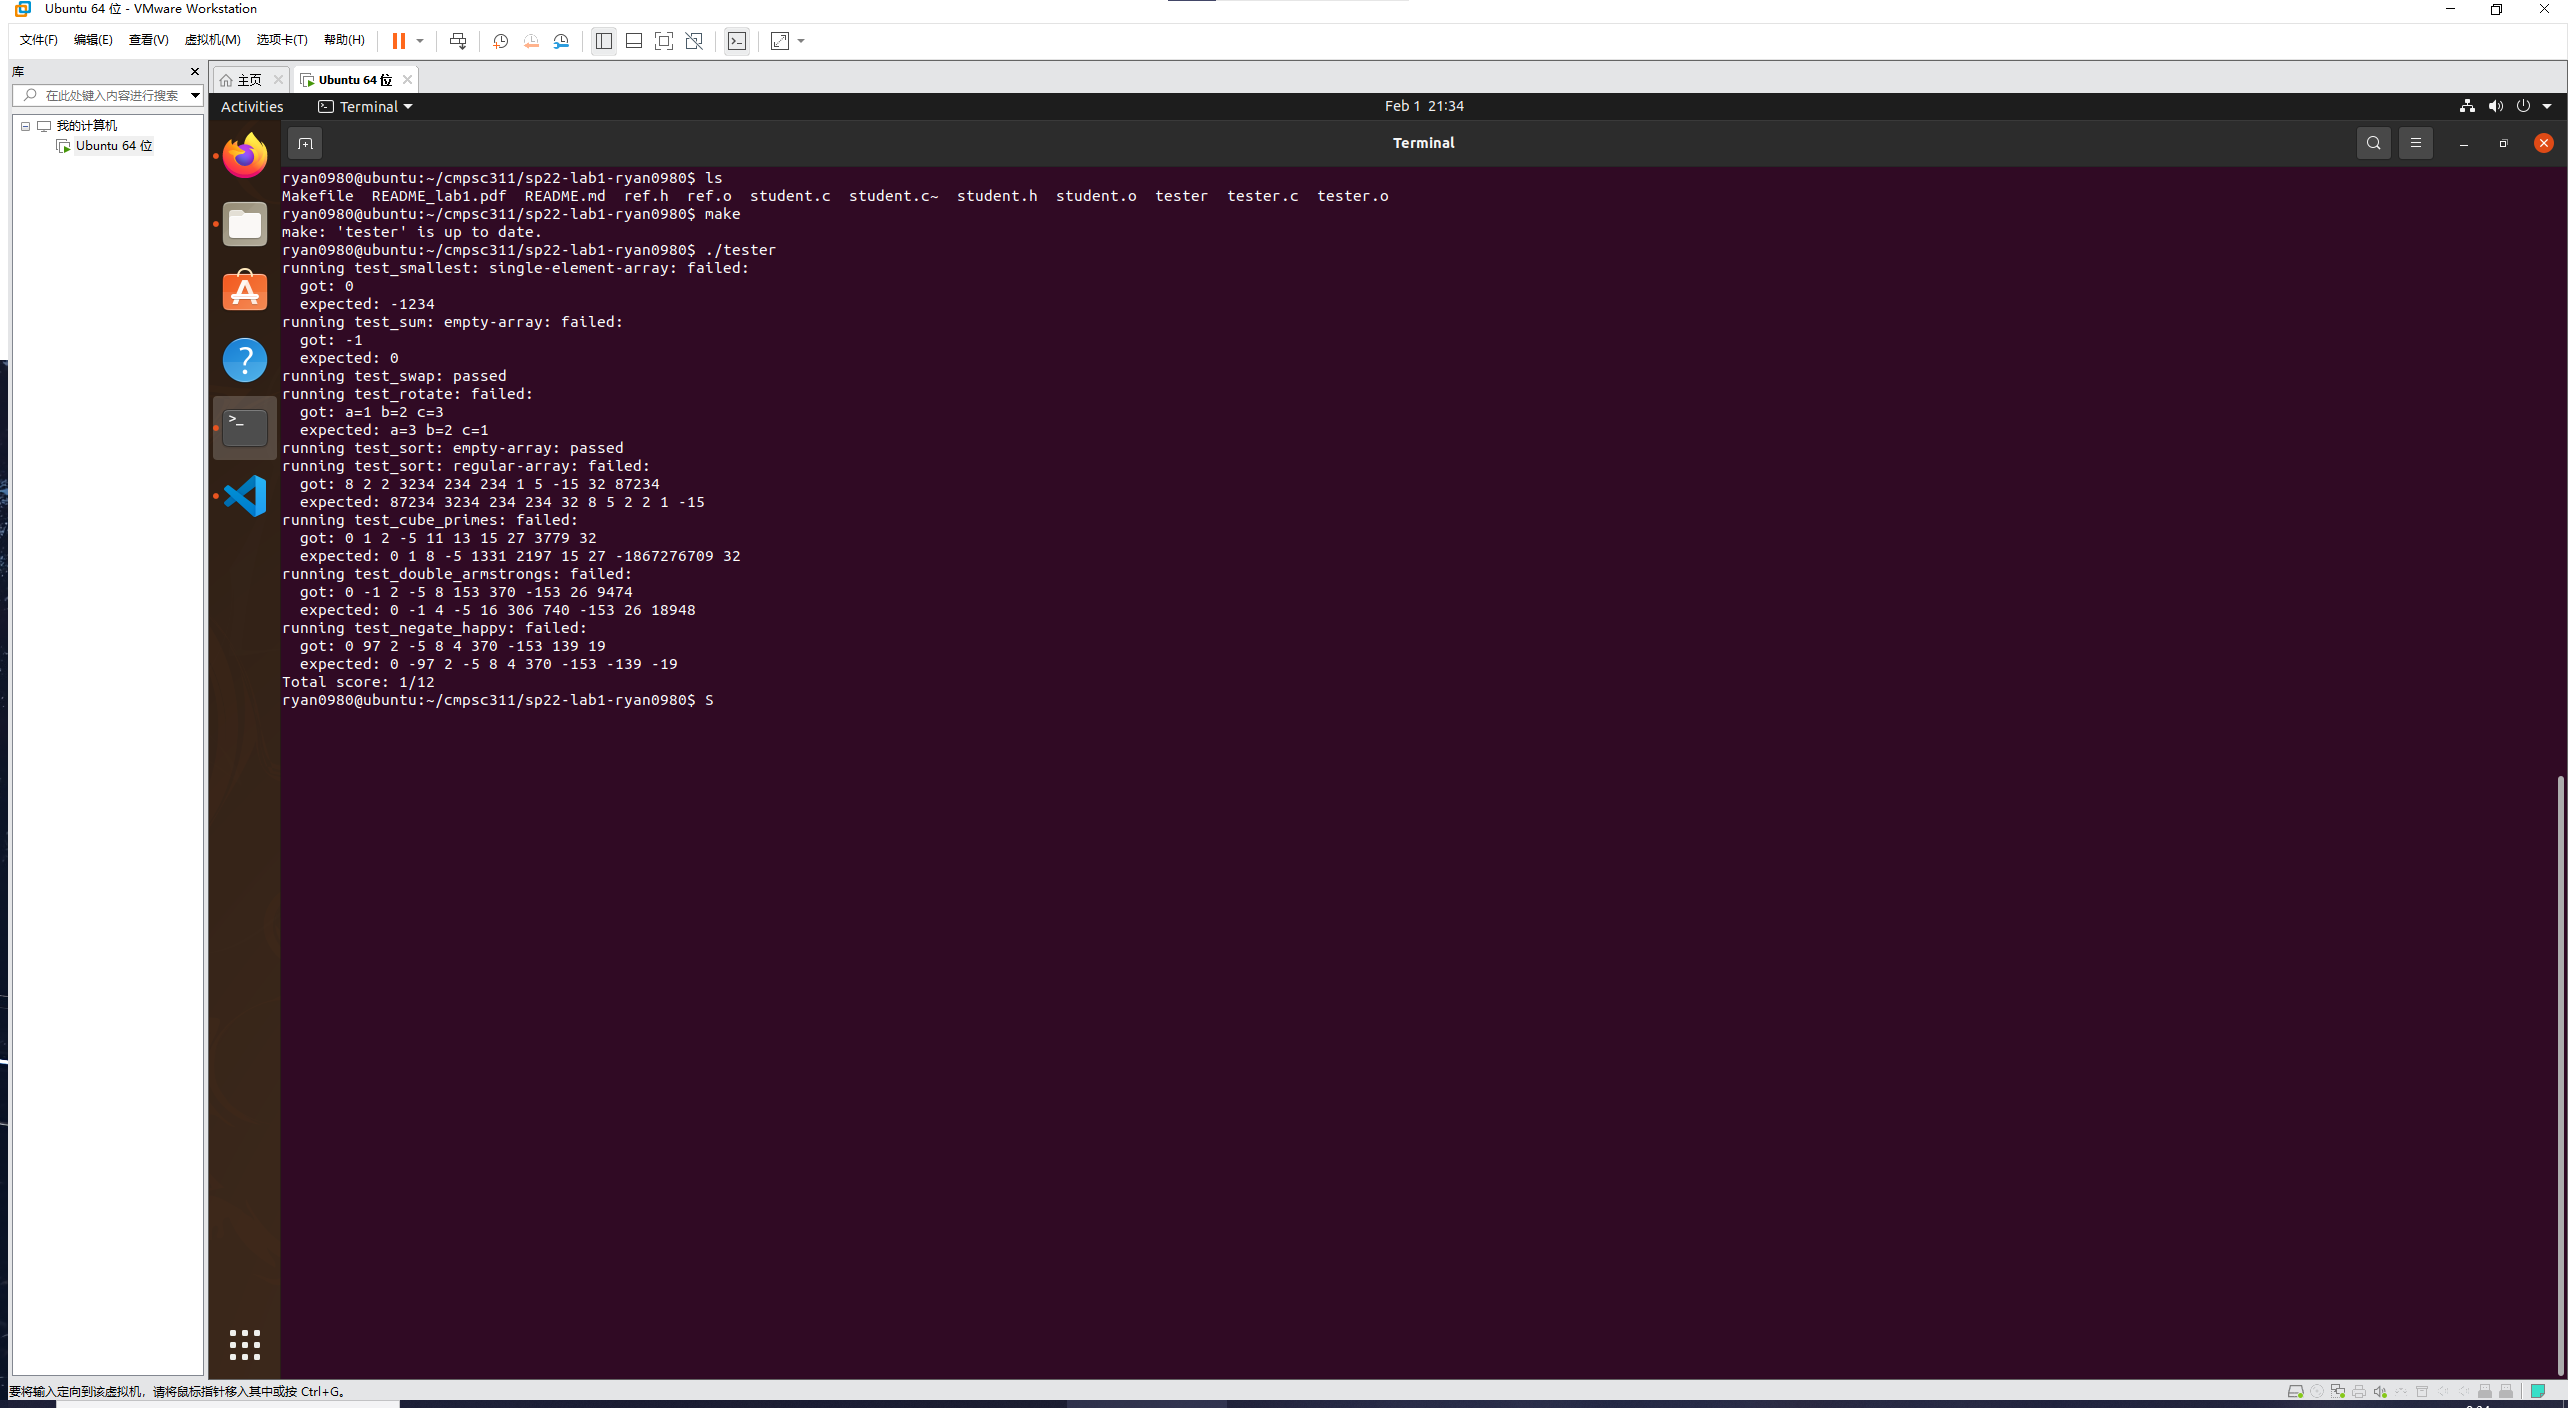 Ubuntu 64 位 - VMware Workstation
文件(F) 编辑(E) 查看(V) 虚拟机(M) 选项卡(T) 帮助(H)
库
在此处键入内容进行搜索
我的计算机
Ubuntu 64 位
主页 Ubuntu 64 位
Activities Terminal Feb 1 21:34
Terminal
ryan0980@ubuntu:~/cmpsc311/sp22-lab1-ryan0980$ ls
Makefile README_lab1.pdf README.md ref.h ref.o student.c student.c~ student.h student.o tester tester.c tester.o
ryan0980@ubuntu:~/cmpsc311/sp22-lab1-ryan0980$ make
make: 'tester' is up to date.
ryan0980@ubuntu:~/cmpsc311/sp22-lab1-ryan0980$ ./tester
running test_smallest: single-element-array: failed:
got: 0
expected: -1234
running test_sum: empty-array: failed:
got: -1
expected: 0
running test_swap: passed
running test_rotate: failed:
got: a=1 b=2 c=3
expected: a=3 b=2 c=1
running test_sort: empty-array: passed
running test_sort: regular-array: failed:
got: 8 2 2 3234 234 234 1 5 -15 32 87234
expected: 87234 3234 234 234 32 8 5 2 2 1 -15
running test_cube_primes: failed:
got: 0 1 2 -5 11 13 15 27 3779 32
expected: 0 1 8 -5 1331 2197 15 27 -1867276709 32
running test_double_armstrongs: failed:
got: 0 -1 2 -5 8 153 370 -153 26 9474
expected: 0 -1 4 -5 16 306 740 -153 26 18948
running test_negate_happy: failed:
got: 0 97 2 -5 8 4 370 -153 139 19
expected: 0 -97 2 -5 8 4 370 -153 -139 -19
Total score: 1/12
ryan0980@ubuntu:~/cmpsc311/sp22-lab1-ryan0980$ S
要将输入定向到该虚拟机，请将鼠标指针移入其中或按 Ctrl+G。